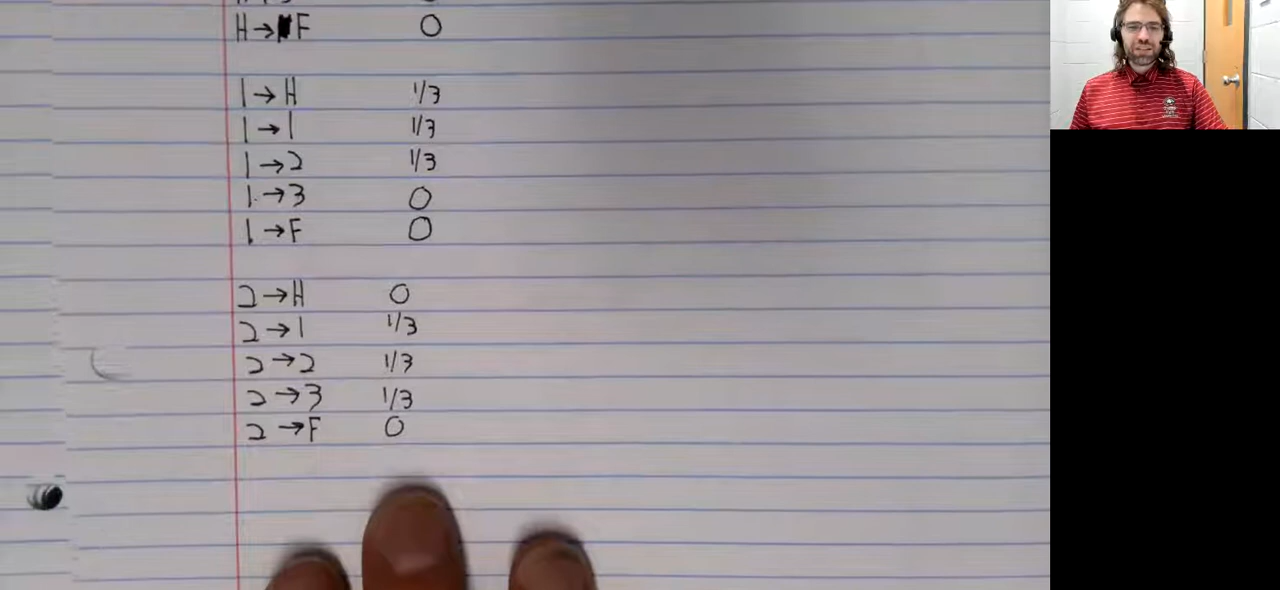 H→F 0
1→H 1/3
1→1 1/3
1→2 1/3
1→3 0
1→F 0
2→H 0
2→1 1/3
2→2 1/3
2→3 1/3
2→F 0